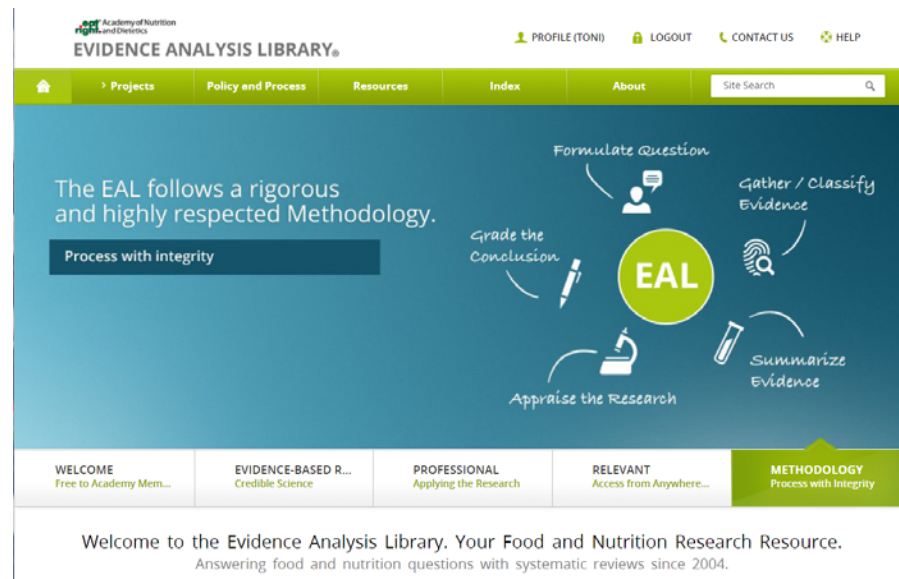 eat right. Academy of Nutrition and Dietetics
EVIDENCE ANALYSIS LIBRARY®
PROFILE (TONI) LOGOUT CONTACT US HELP
› Projects Policy and Process Resources Index About Site Search
The EAL follows a rigorous
and highly respected Methodology.
Process with integrity
Formulate Question
Gather / Classify
Evidence
Grade the
Conclusion
EAL
Summarize
Evidence
Appraise the Research
WELCOME
Free to Academy Mem...
EVIDENCE-BASED R...
Credible Science
PROFESSIONAL
Applying the Research
RELEVANT
Access from Anywhere...
METHODOLOGY
Process with Integrity
Welcome to the Evidence Analysis Library. Your Food and Nutrition Research Resource.
Answering food and nutrition questions with systematic reviews since 2004.